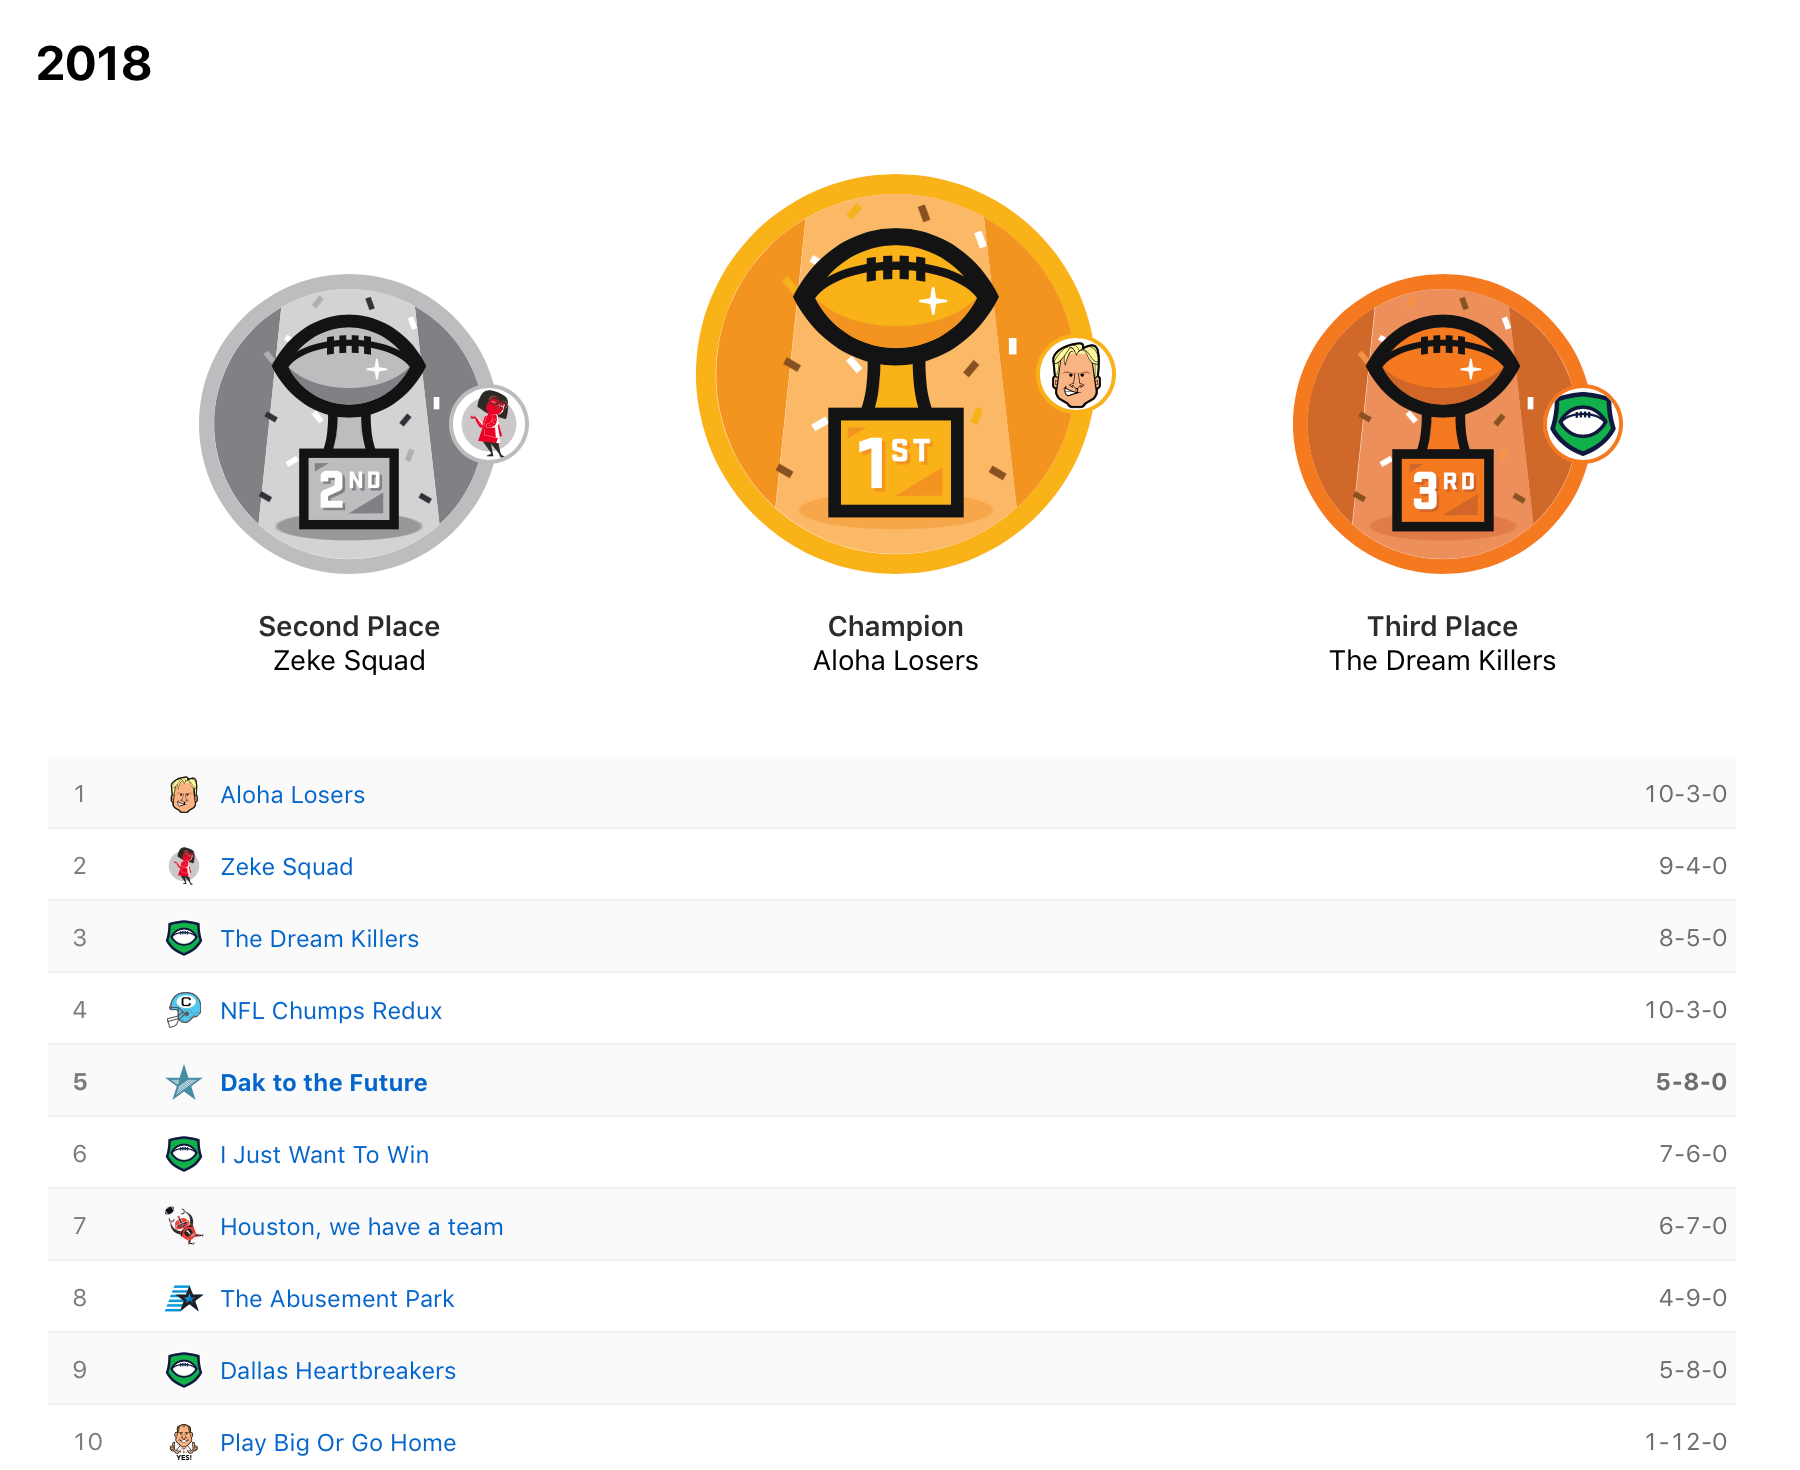 2018
2ND
1ST
3RD
Second Place
Zeke Squad
Champion
Aloha Losers
Third Place
The Dream Killers
1 Aloha Losers 10-3-0
2 Zeke Squad 9-4-0
3 The Dream Killers 8-5-0
4 C NFL Chumps Redux 10-3-0
5 Dak to the Future 5-8-0
6 I Just Want To Win 7-6-0
7 Houston, we have a team 6-7-0
8 The Abusement Park 4-9-0
9 Dallas Heartbreakers 5-8-0
10 YES! Play Big Or Go Home 1-12-0